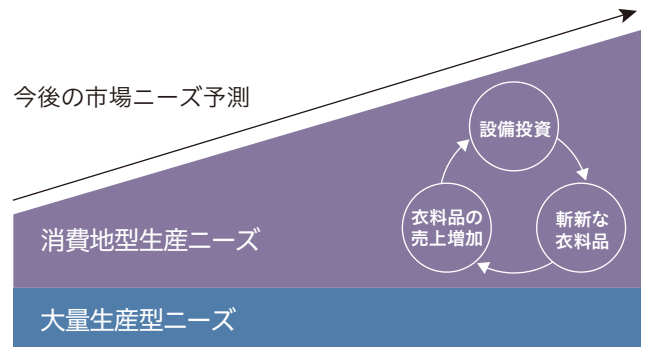 今後の市場ニーズ予測
設備投資
衣料品の
売上増加
斬新な
衣料品
消費地型生産ニーズ
大量生産型ニーズ